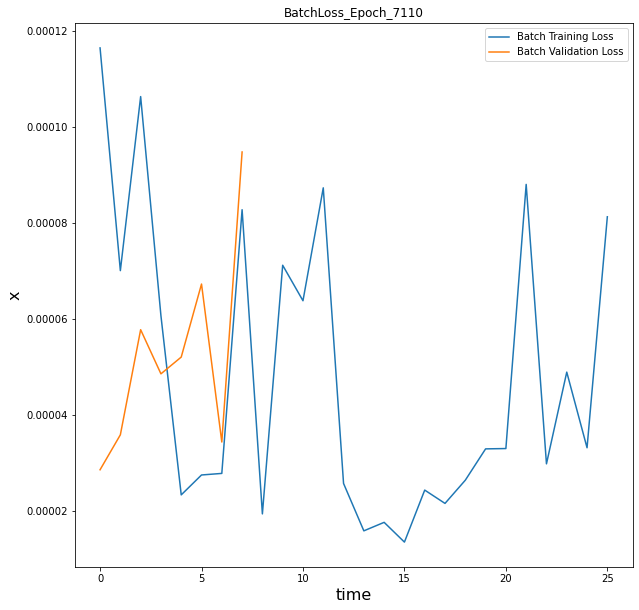 BatchLoss_Epoch_7110
Batch Training Loss
Batch Validation Loss
0.00012
0.00010
0.00008
0.00006
0.00004
0.00002
x
0 5 10 15 20 25
time